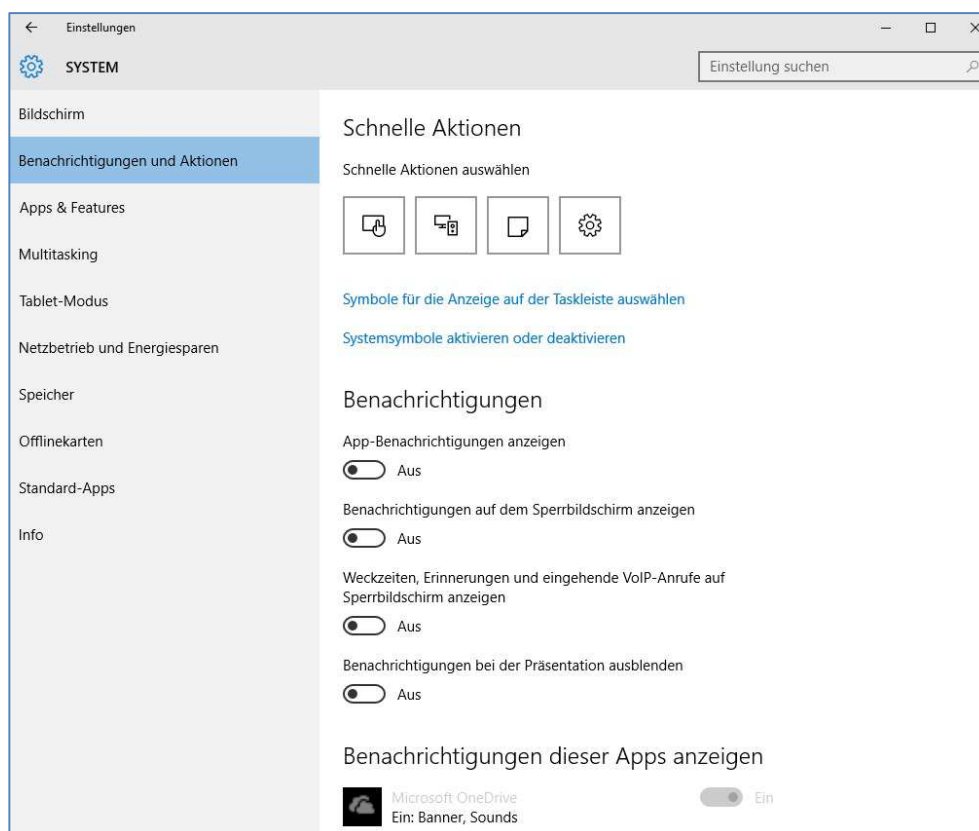 Einstellungen
SYSTEM
Einstellung suchen
Bildschirm
Benachrichtigungen und Aktionen
Apps & Features
Multitasking
Tablet-Modus
Netzbetrieb und Energiesparen
Speicher
Offlinekarten
Standard-Apps
Info
Schnelle Aktionen
Schnelle Aktionen auswählen
Symbole für die Anzeige auf der Taskleiste auswählen
Systemsymbole aktivieren oder deaktivieren
Benachrichtigungen
App-Benachrichtigungen anzeigen
Aus
Benachrichtigungen auf dem Sperrbildschirm anzeigen
Aus
Weckzeiten, Erinnerungen und eingehende VoIP-Anrufe auf
Sperrbildschirm anzeigen
Aus
Benachrichtigungen bei der Präsentation ausblenden
Aus
Benachrichtigungen dieser Apps anzeigen
Microsoft OneDrive
Ein
Ein: Banner, Sounds